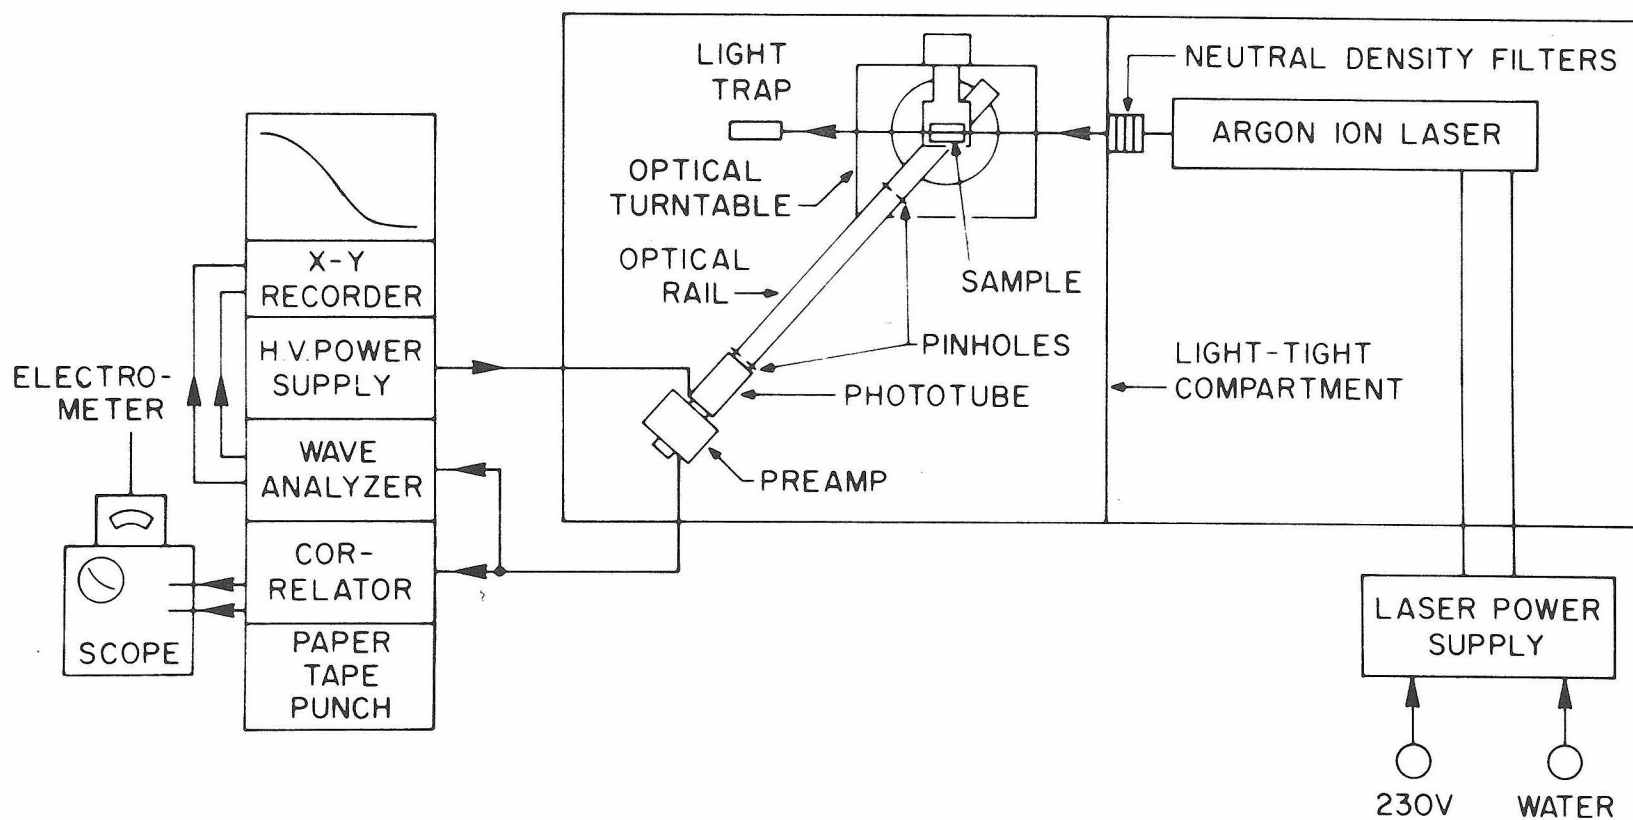 LIGHT
TRAP
NEUTRAL DENSITY FILTERS
ARGON ION LASER
OPTICAL
TURNTABLE
OPTICAL
RAIL
SAMPLE
PINHOLES
PHOTOTUBE
PREAMP
LIGHT-TIGHT
COMPARTMENT
X-Y
RECORDER
H.V. POWER
SUPPLY
ELECTRO-
METER
WAVE
ANALYZER
COR-
RELATOR
SCOPE
PAPER
TAPE
PUNCH
LASER POWER
SUPPLY
230V
WATER